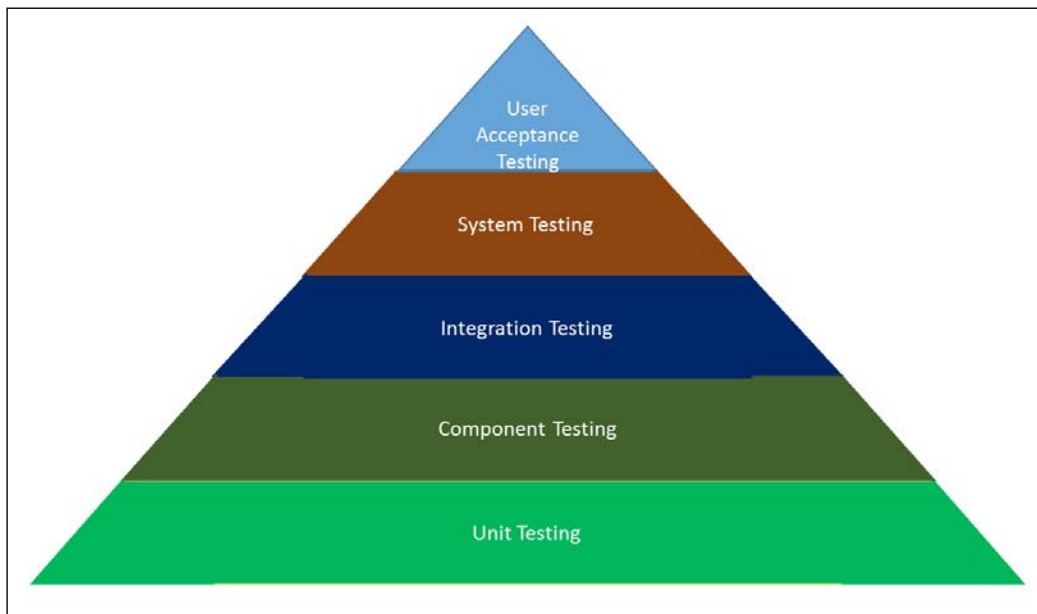 User
Acceptance
Testing
System Testing
Integration Testing
Component Testing
Unit Testing